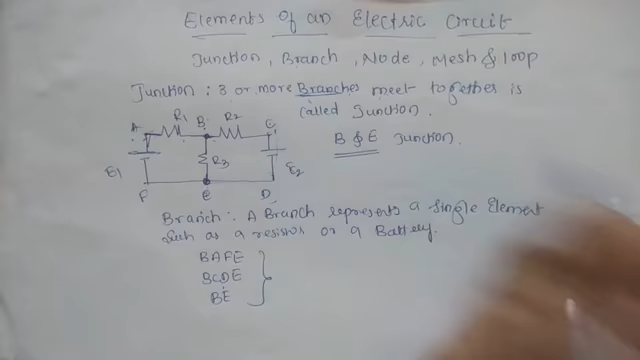 Elements of an Electric Circuit
Junction, Branch, Node, Mesh & loop
Junction : 3 or more Branches meet together is
called Junction.
A R1 B R2 C
B & E Junction.
E1 R3 E2
F E D
Branch :. A Branch represents a single Element
such as a resistor or a Battery.
BAFE
BCDE
BE